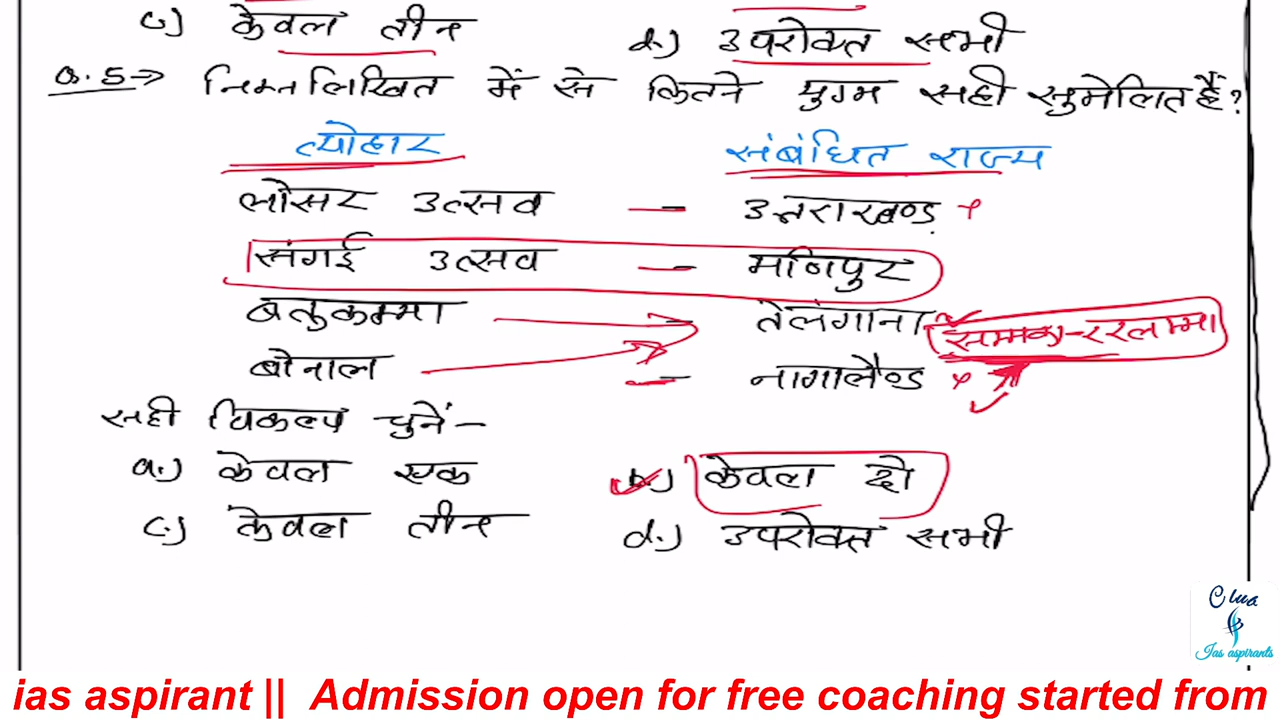 c) केवल तीन d.) उपरोक्त सभी
Q.5⇒ निम्नलिखित में से कितने युग्म सही सुमेलित हैं?
त्योहार संबंधित राज्य
लोसर उत्सव - उत्तराखण्ड ×
संगाई उत्सव - मणिपुर
बतुकम्मा - तेलंगाना सम्मक्का-सरलम्मा
बोनाल - नागालैण्ड ×
सही विकल्प चुनें-
a.) केवल एक b.) केवल दो
c.) केवल तीन d.) उपरोक्त सभी
Clue
Ias aspirants
ias aspirant || Admission open for free coaching started from